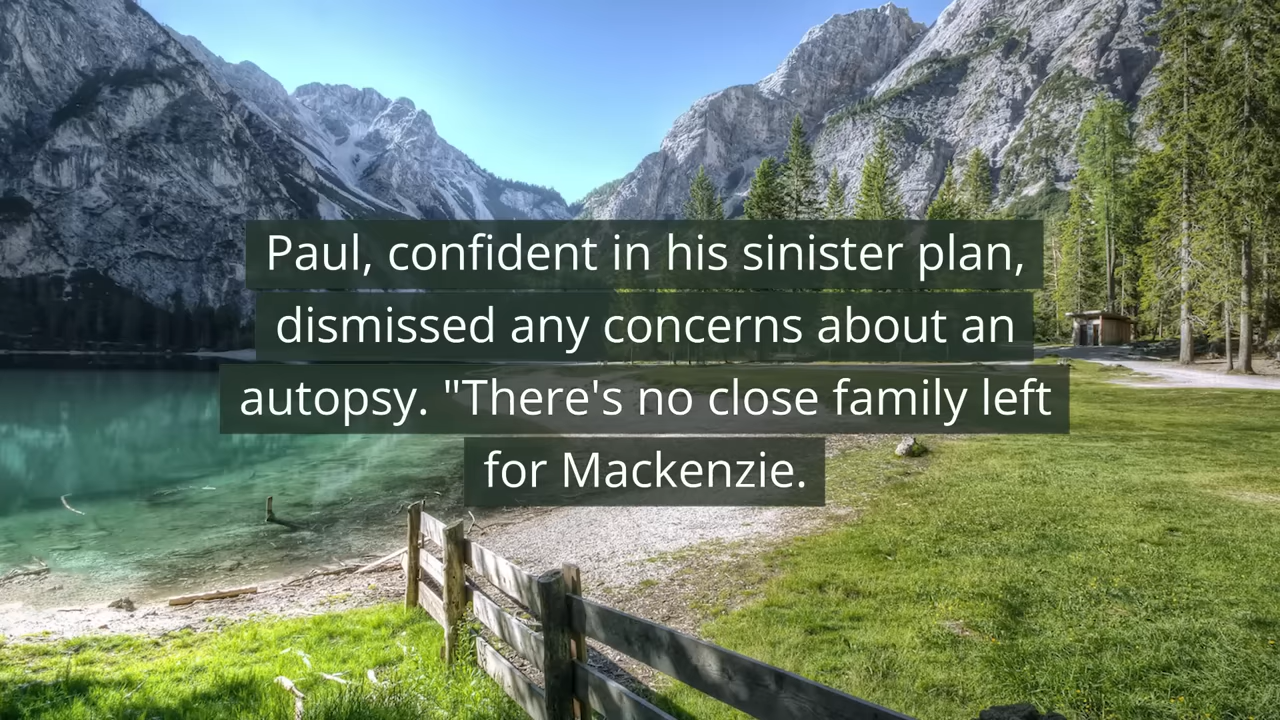 Paul, confident in his sinister plan,
dismissed any concerns about an
autopsy. "There's no close family left
for Mackenzie.